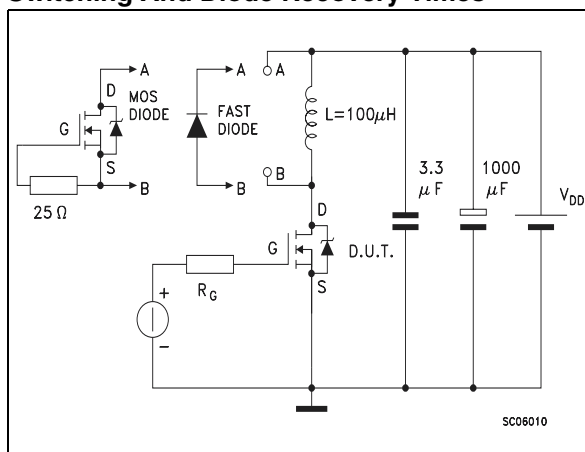 Switching And Diode Recovery Times
A
D
MOS
DIODE
G
S
B
25 Ω
A
FAST
DIODE
B
A
L=100μH
B
D
G
D.U.T.
S
R_G
+
-
3.3
μF
1000
μF
V_DD
SC06010